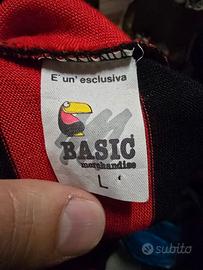 E' un' esclusiva
BASIC
merchandise
L
subito